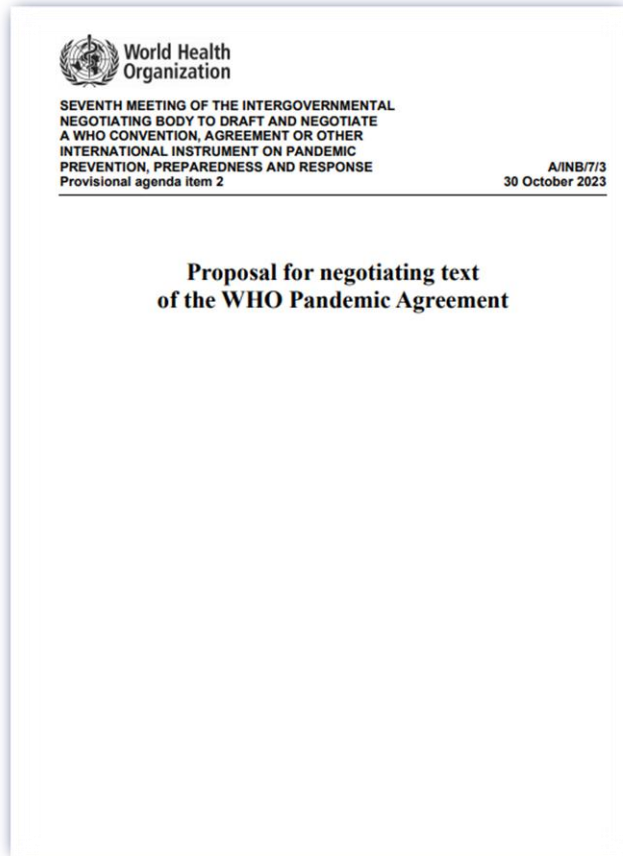 World Health
Organization
SEVENTH MEETING OF THE INTERGOVERNMENTAL
NEGOTIATING BODY TO DRAFT AND NEGOTIATE
A WHO CONVENTION, AGREEMENT OR OTHER
INTERNATIONAL INSTRUMENT ON PANDEMIC
PREVENTION, PREPAREDNESS AND RESPONSE A/INB/7/3
Provisional agenda item 2 30 October 2023
Proposal for negotiating text
of the WHO Pandemic Agreement